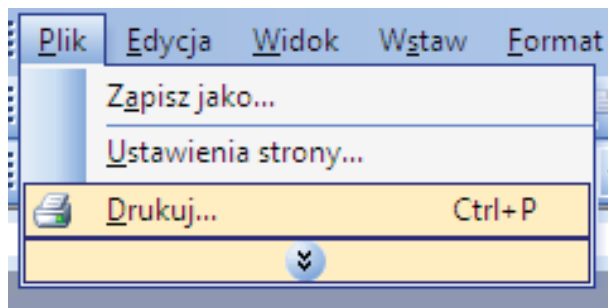 Plik Edycja Widok Wstaw Format
Zapisz jako...
Ustawienia strony...
Drukuj... Ctrl+P